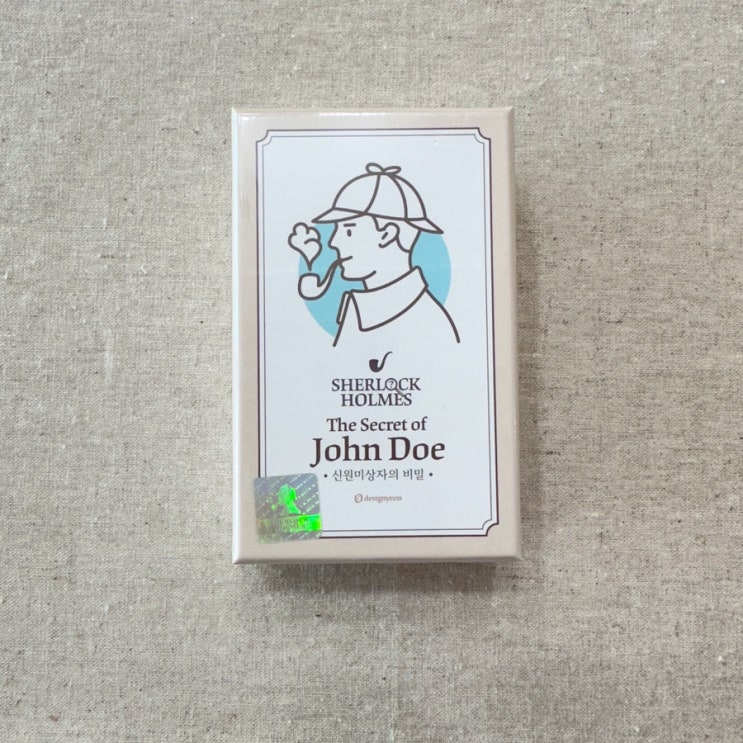 SHERLOCK
HOLMES
The Secret of
John Doe
• 신원미상자의 비밀 •
designyeon